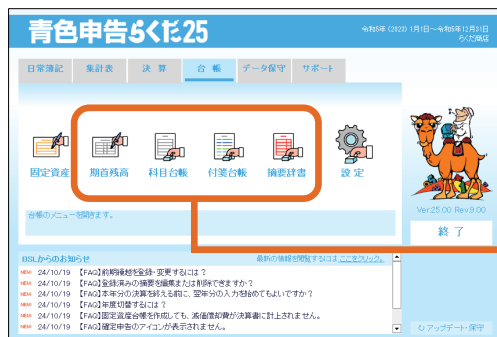 青色申告らくだ25
令和5年 (2023) 1月1日～令和5年12月31日
らくだ商店
日常簿記 集計表 決 算 台 帳 データ保守 サポート
固定資産 期首残高 科目台帳 付箋台帳 摘要辞書 設 定
台帳のメニューを開きます。
Ver.25.00 Rev.9.00
終 了
BSLからのお知らせ 最新の情報を閲覧するには ここをクリック。
NEW 24/10/19 【FAQ】前期繰越を登録・変更するには？
NEW 24/10/19 【FAQ】登録済みの摘要を編集または削除できますか？
NEW 24/10/19 【FAQ】本年分の決算を終える前に、翌年分の入力を始めてもよいですか？
NEW 24/10/19 【FAQ】年度切替するには？
NEW 24/10/19 【FAQ】固定資産台帳を作成しても、減価償却費が決算書に計上されません。
NEW 24/10/19 【FAQ】確定申告のアイコンが表示されません。
アップデート・保守